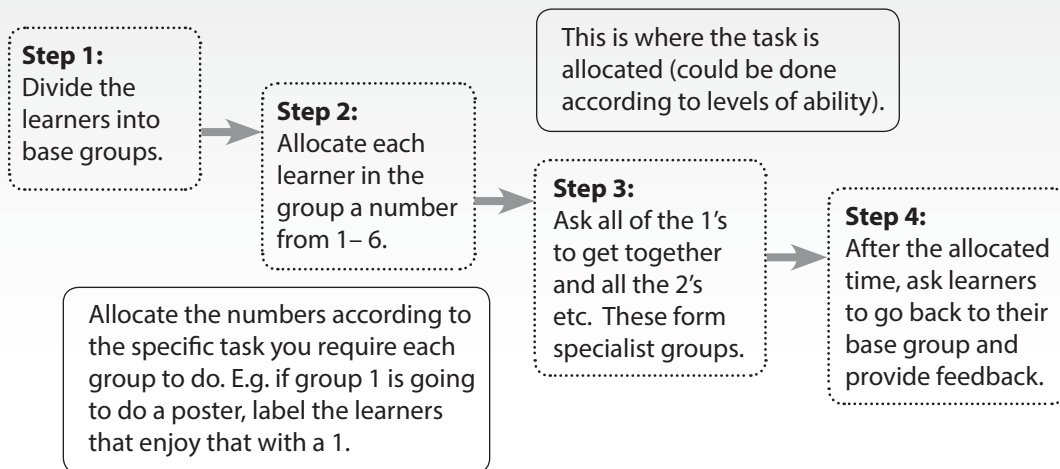 Step 1:
Divide the
learners into
base groups.
Step 2:
Allocate each
learner in the
group a number
from 1– 6.
Allocate the numbers according to
the specific task you require each
group to do. E.g. if group 1 is going
to do a poster, label the learners
that enjoy that with a 1.
This is where the task is
allocated (could be done
according to levels of ability).
Step 3:
Ask all of the 1's
to get together
and all the 2's
etc.  These form
specialist groups.
Step 4:
After the allocated
time, ask learners
to go back to their
base group and
provide feedback.